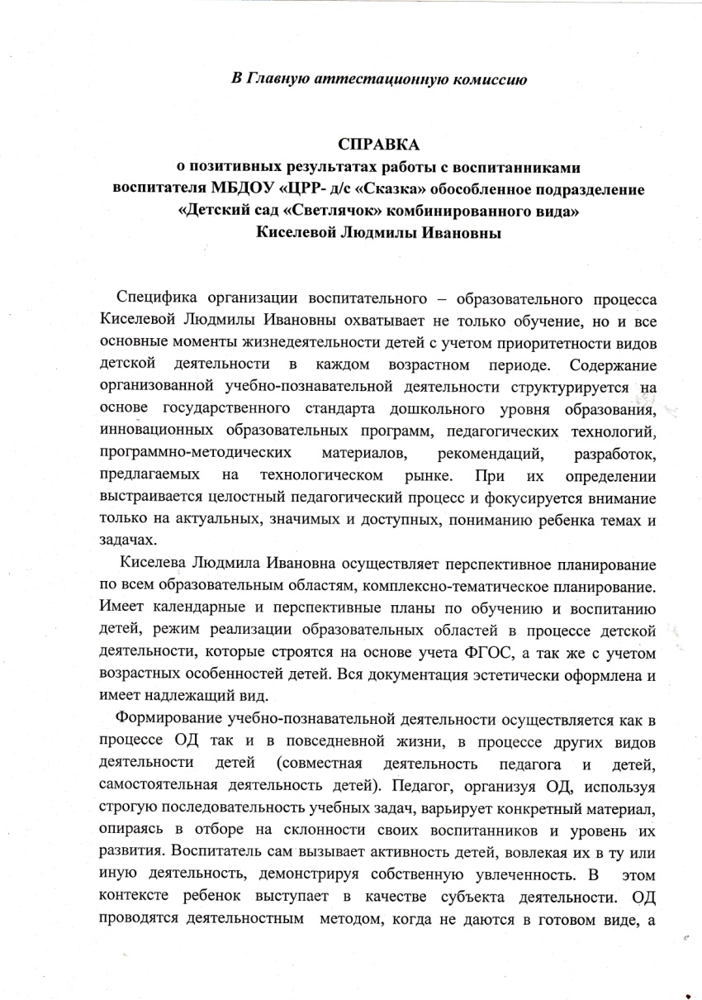 В Главную аттестационную комиссию
СПРАВКА
о позитивных результатах работы с воспитанниками
воспитателя МБДОУ «ЦРР- д/с «Сказка» обособленное подразделение
«Детский сад «Светлячок» комбинированного вида»
Киселевой Людмилы Ивановны
Специфика организации воспитательного – образовательного процесса
Киселевой Людмилы Ивановны охватывает не только обучение, но и все
основные моменты жизнедеятельности детей с учетом приоритетности видов
детской деятельности в каждом возрастном периоде. Содержание
организованной учебно-познавательной деятельности структурируется на
основе государственного стандарта дошкольного уровня образования,
инновационных образовательных программ, педагогических технологий,
программно-методических материалов, рекомендаций, разработок,
предлагаемых на технологическом рынке. При их определении
выстраивается целостный педагогический процесс и фокусируется внимание
только на актуальных, значимых и доступных, пониманию ребенка темах и
задачах.
Киселева Людмила Ивановна осуществляет перспективное планирование
по всем образовательным областям, комплексно-тематическое планирование.
Имеет календарные и перспективные планы по обучению и воспитанию
детей, режим реализации образовательных областей в процессе детской
деятельности, которые строятся на основе учета ФГОС, а так же с учетом
возрастных особенностей детей. Вся документация эстетически оформлена и
имеет надлежащий вид.
Формирование учебно-познавательной деятельности осуществляется как в
процессе ОД так и в повседневной жизни, в процессе других видов
деятельности детей (совместная деятельность педагога и детей,
самостоятельная деятельность детей). Педагог, организуя ОД, используя
строгую последовательность учебных задач, варьирует конкретный материал,
опираясь в отборе на склонности своих воспитанников и уровень их
развития. Воспитатель сам вызывает активность детей, вовлекая их в ту или
иную деятельность, демонстрируя собственную увлеченность. В этом
контексте ребенок выступает в качестве субъекта деятельности. ОД
проводятся деятельностным методом, когда не даются в готовом виде, а